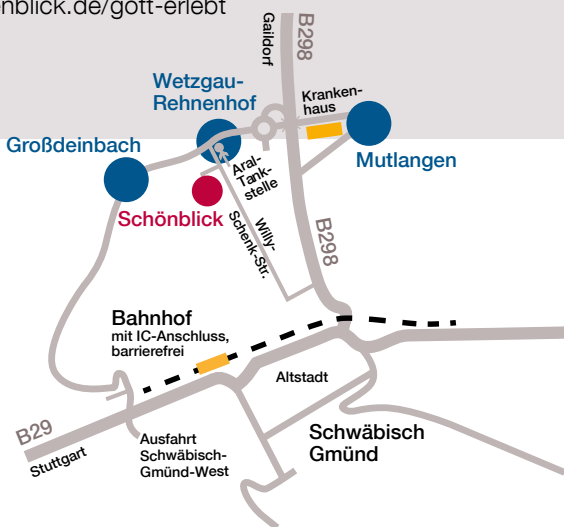 nblick.de/gott-erlebt
Gaildorf
B298
Wetzgau-
Rehnenhof
Kranken-
haus
Großdeinbach
Mutlangen
Aral-
Tank-
stelle
Schönblick
Willy-
Schenk-Str.
B298
Bahnhof
mit IC-Anschluss,
barrierefrei
Altstadt
B29
Stuttgart
Ausfahrt
Schwäbisch-
Gmünd-West
Schwäbisch
Gmünd